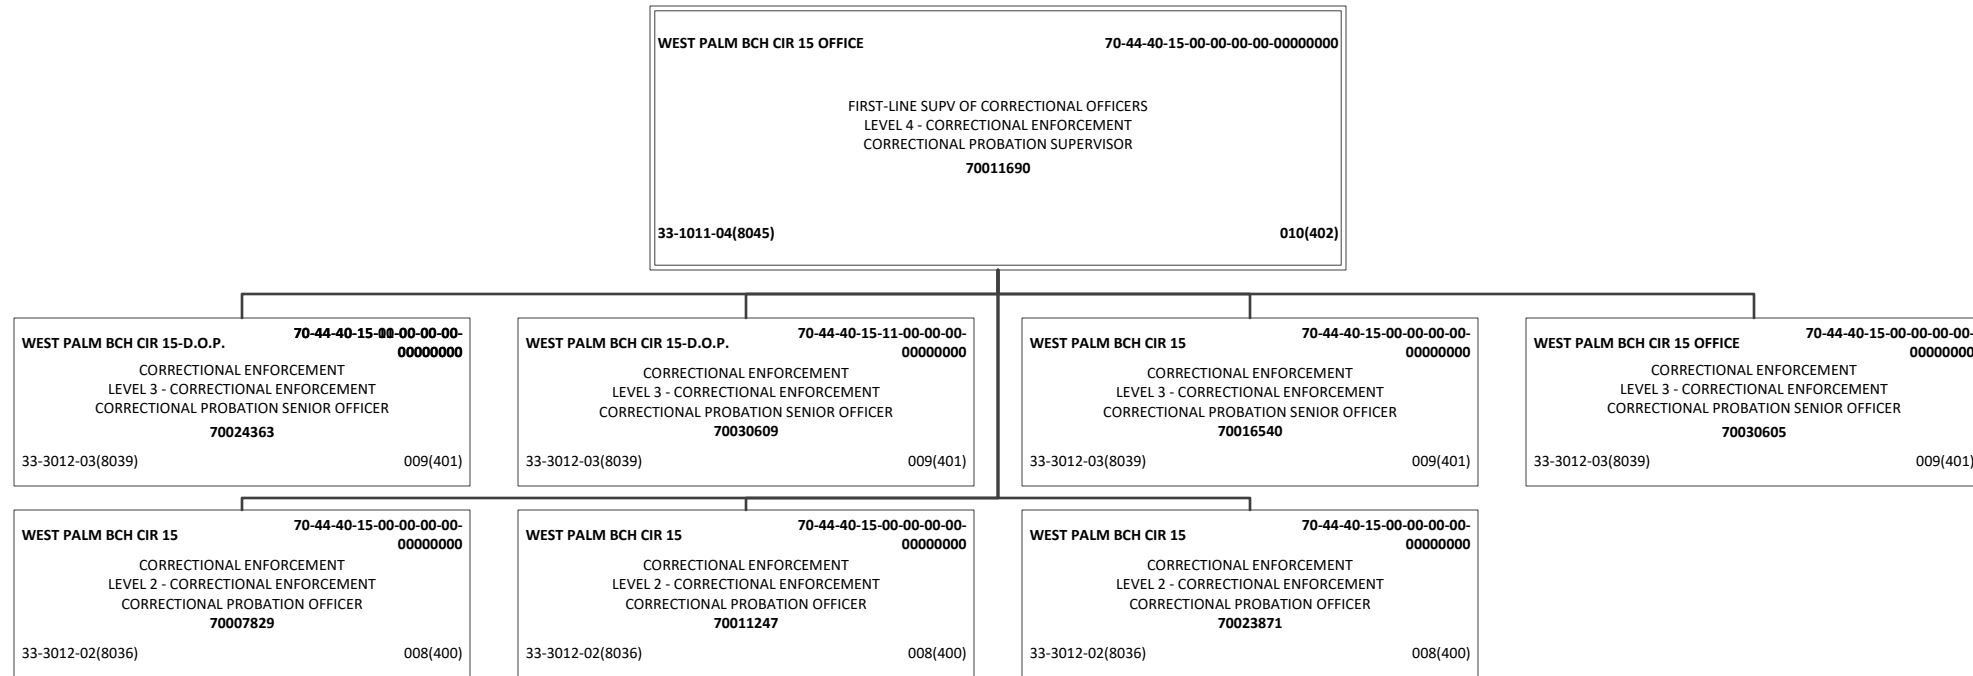 WEST PALM BCH CIR 15 OFFICE 70-44-40-15-00-00-00-00-00000000
FIRST-LINE SUPV OF CORRECTIONAL OFFICERS
LEVEL 4 - CORRECTIONAL ENFORCEMENT
CORRECTIONAL PROBATION SUPERVISOR
70011690
33-1011-04(8045) 010(402)
WEST PALM BCH CIR 15-D.O.P.
00000000
CORRECTIONAL ENFORCEMENT
LEVEL 3 - CORRECTIONAL ENFORCEMENT
CORRECTIONAL PROBATION SENIOR OFFICER
70024363
33-3012-03(8039) 009(401)
WEST PALM BCH CIR 15-D.O.P. 70-44-40-15-11-00-00-00-
00000000
CORRECTIONAL ENFORCEMENT
LEVEL 3 - CORRECTIONAL ENFORCEMENT
CORRECTIONAL PROBATION SENIOR OFFICER
70030609
33-3012-03(8039) 009(401)
WEST PALM BCH CIR 15 70-44-40-15-00-00-00-00-
00000000
CORRECTIONAL ENFORCEMENT
LEVEL 3 - CORRECTIONAL ENFORCEMENT
CORRECTIONAL PROBATION SENIOR OFFICER
70016540
33-3012-03(8039) 009(401)
WEST PALM BCH CIR 15 OFFICE 70-44-40-15-00-00-00-00-
00000000
CORRECTIONAL ENFORCEMENT
LEVEL 3 - CORRECTIONAL ENFORCEMENT
CORRECTIONAL PROBATION SENIOR OFFICER
70030605
33-3012-03(8039) 009(401)
WEST PALM BCH CIR 15 70-44-40-15-00-00-00-00-
00000000
CORRECTIONAL ENFORCEMENT
LEVEL 2 - CORRECTIONAL ENFORCEMENT
CORRECTIONAL PROBATION OFFICER
70007829
33-3012-02(8036) 008(400)
WEST PALM BCH CIR 15 70-44-40-15-00-00-00-00-
00000000
CORRECTIONAL ENFORCEMENT
LEVEL 2 - CORRECTIONAL ENFORCEMENT
CORRECTIONAL PROBATION OFFICER
70011247
33-3012-02(8036) 008(400)
WEST PALM BCH CIR 15 70-44-40-15-00-00-00-00-
00000000
CORRECTIONAL ENFORCEMENT
LEVEL 2 - CORRECTIONAL ENFORCEMENT
CORRECTIONAL PROBATION OFFICER
70023871
33-3012-02(8036) 008(400)